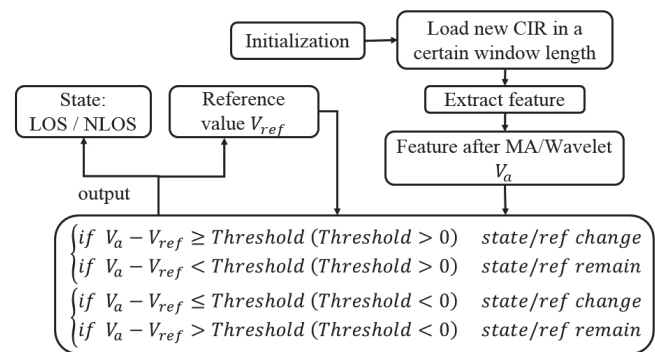 Initialization
Load new CIR in a
certain window length
Extract feature
Feature after MA/Wavelet
V_a
State:
LOS / NLOS
Reference
value V_ref
output
if V_a − V_ref ≥ Threshold (Threshold > 0) state/ref change
if V_a − V_ref < Threshold (Threshold > 0) state/ref remain
if V_a − V_ref ≤ Threshold (Threshold < 0) state/ref change
if V_a − V_ref > Threshold (Threshold < 0) state/ref remain